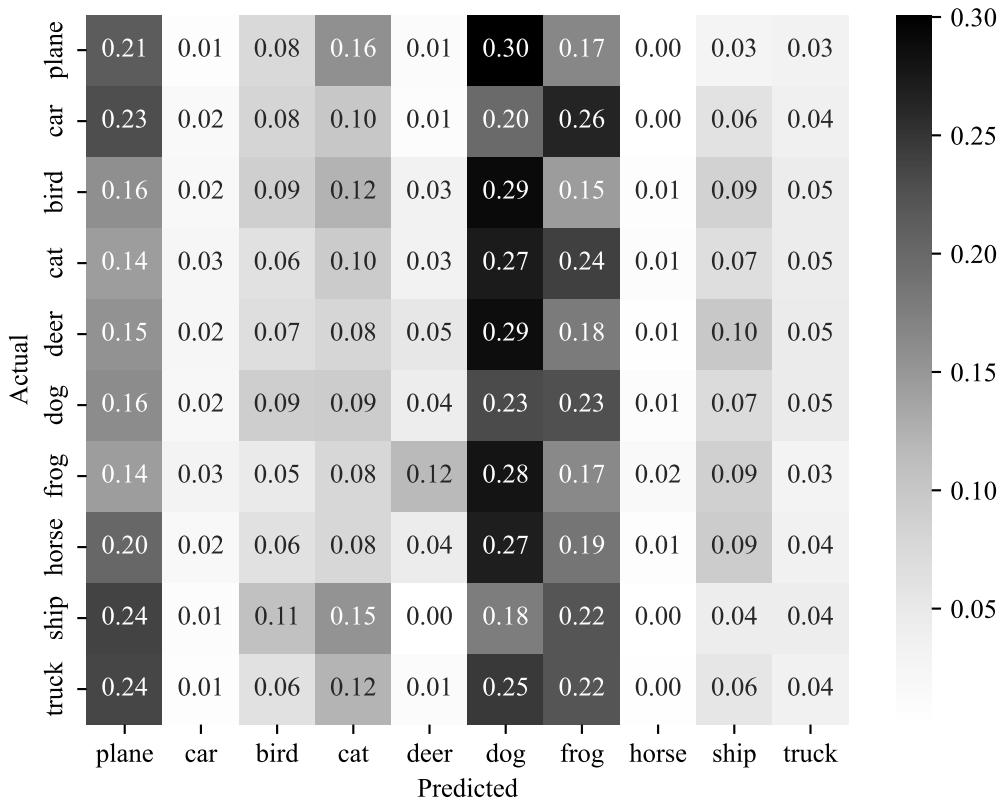 plane 0.21 0.01 0.08 0.16 0.01 0.30 0.17 0.00 0.03 0.03
car 0.23 0.02 0.08 0.10 0.01 0.20 0.26 0.00 0.06 0.04
bird 0.16 0.02 0.09 0.12 0.03 0.29 0.15 0.01 0.09 0.05
cat 0.14 0.03 0.06 0.10 0.03 0.27 0.24 0.01 0.07 0.05
deer 0.15 0.02 0.07 0.08 0.05 0.29 0.18 0.01 0.10 0.05
dog 0.16 0.02 0.09 0.09 0.04 0.23 0.23 0.01 0.07 0.05
frog 0.14 0.03 0.05 0.08 0.12 0.28 0.17 0.02 0.09 0.03
horse 0.20 0.02 0.06 0.08 0.04 0.27 0.19 0.01 0.09 0.04
ship 0.24 0.01 0.11 0.15 0.00 0.18 0.22 0.00 0.04 0.04
truck 0.24 0.01 0.06 0.12 0.01 0.25 0.22 0.00 0.06 0.04
plane car bird cat deer dog frog horse ship truck
Predicted
Actual
0.30
0.25
0.20
0.15
0.10
0.05